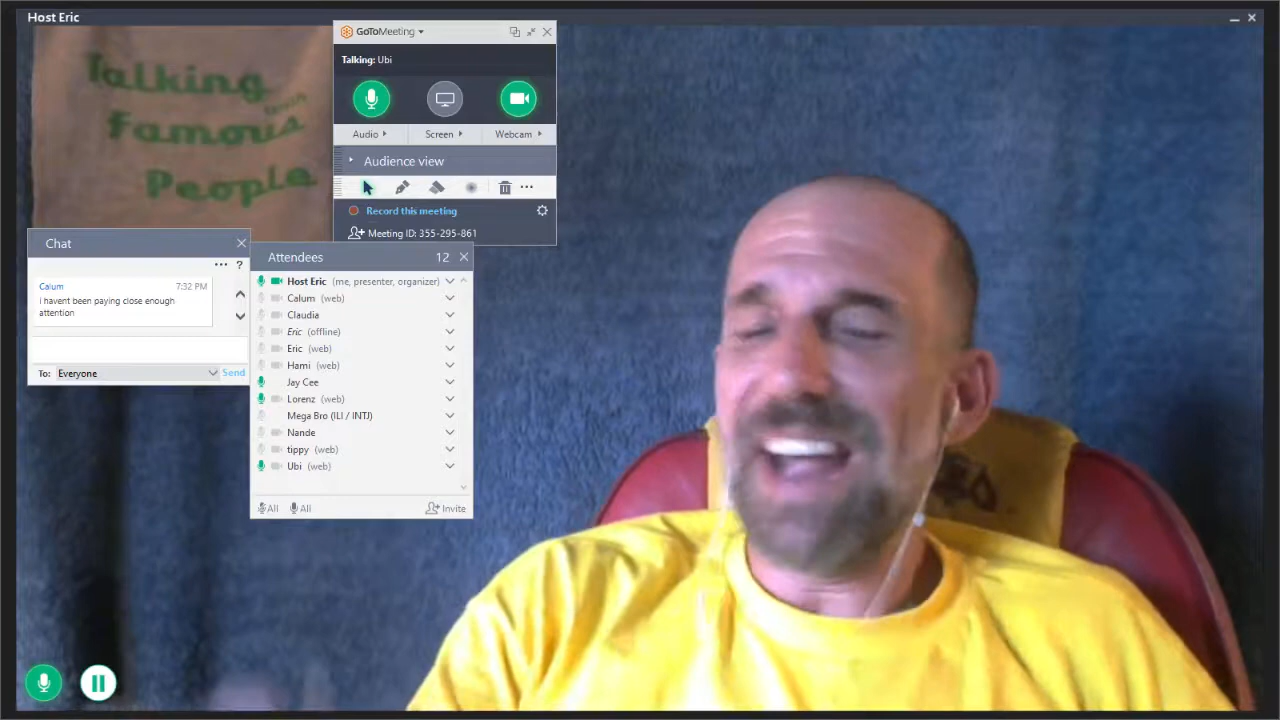 Host Eric
Talking
Famous
People
GoToMeeting
Talking: Ubi
Audio
Screen
Webcam
Audience view
Record this meeting
Meeting ID: 355-295-861
Chat
?
Calum 7:32 PM
i havent been paying close enough
attention
To: Everyone Send
Attendees 12
Host Eric (me, presenter, organizer)
Calum (web)
Claudia
Eric (offline)
Eric (web)
Hami (web)
Jay Cee
Lorenz (web)
Mega Bro (ILI / INTJ)
Nande
tippy (web)
Ubi (web)
All All Invite